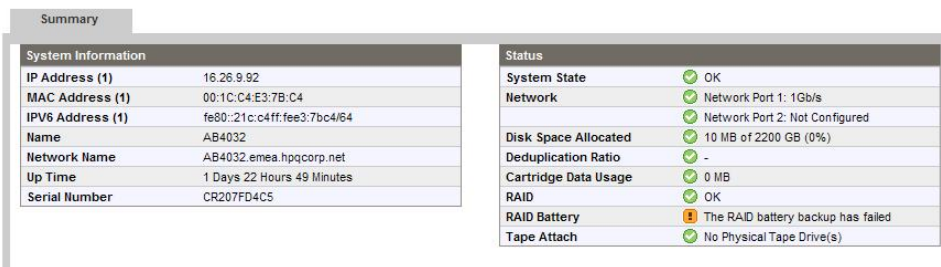 Summary
System Information
IP Address (1) 16.26.9.92
MAC Address (1) 00:1C:C4:E3:7B:C4
IPV6 Address (1) fe80::21c:c4ff:fee3:7bc4/64
Name AB4032
Network Name AB4032.emea.hpqcorp.net
Up Time 1 Days 22 Hours 49 Minutes
Serial Number CR207FD4C5
Status
System State OK
Network Network Port 1: 1Gb/s
Network Port 2: Not Configured
Disk Space Allocated 10 MB of 2200 GB (0%)
Deduplication Ratio -
Cartridge Data Usage 0 MB
RAID OK
RAID Battery The RAID battery backup has failed
Tape Attach No Physical Tape Drive(s)